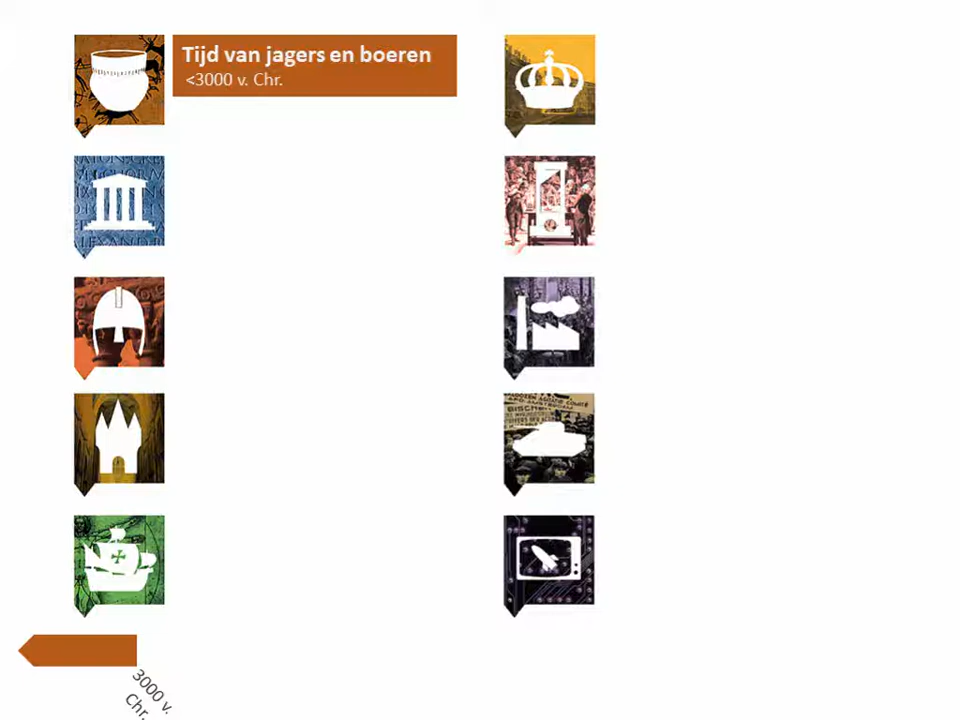 Tijd van jagers en boeren
<3000 v. Chr.
3000 v.
Chr.